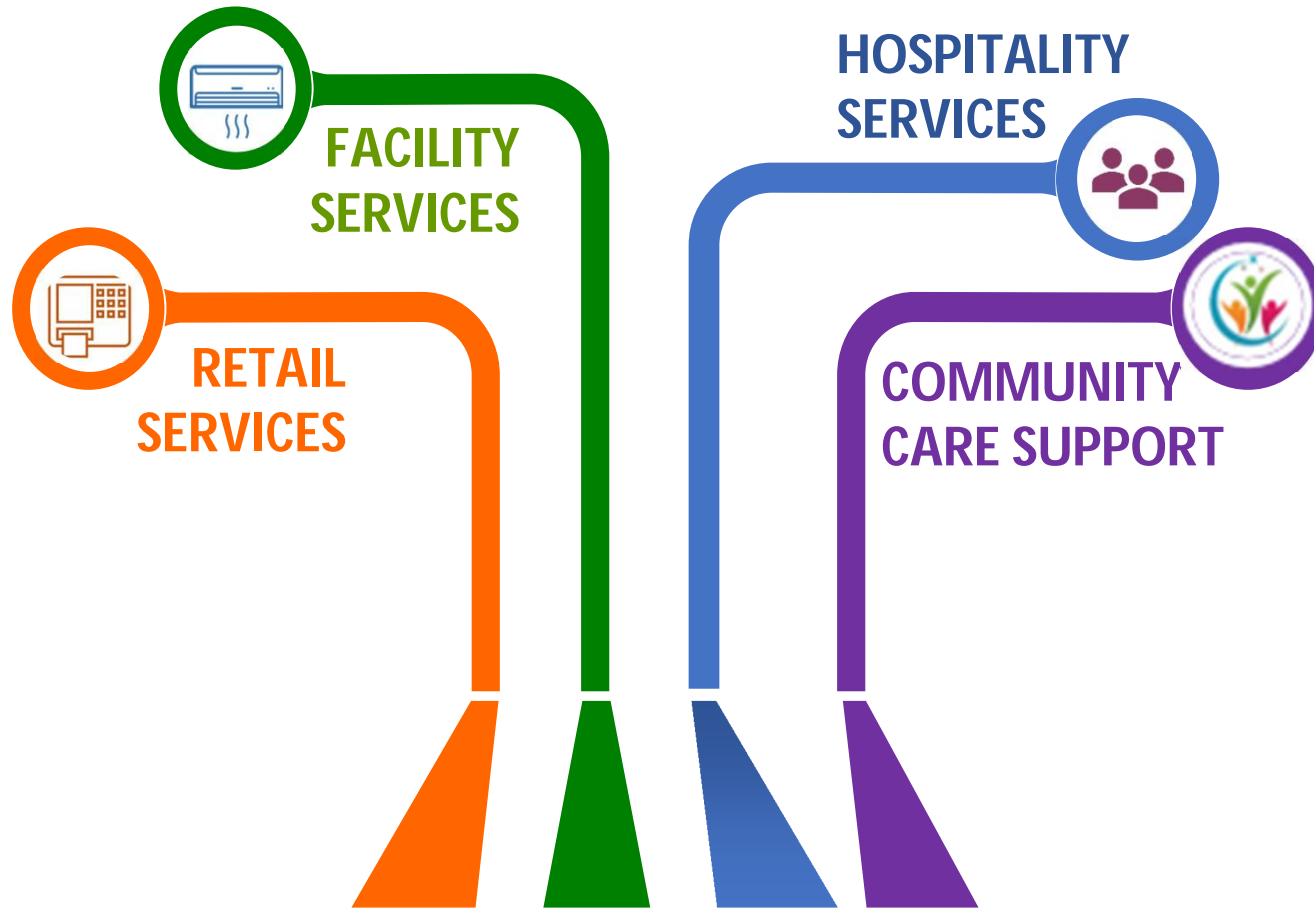 FACILITY
SERVICES
HOSPITALITY
SERVICES
RETAIL
SERVICES
COMMUNITY
CARE SUPPORT